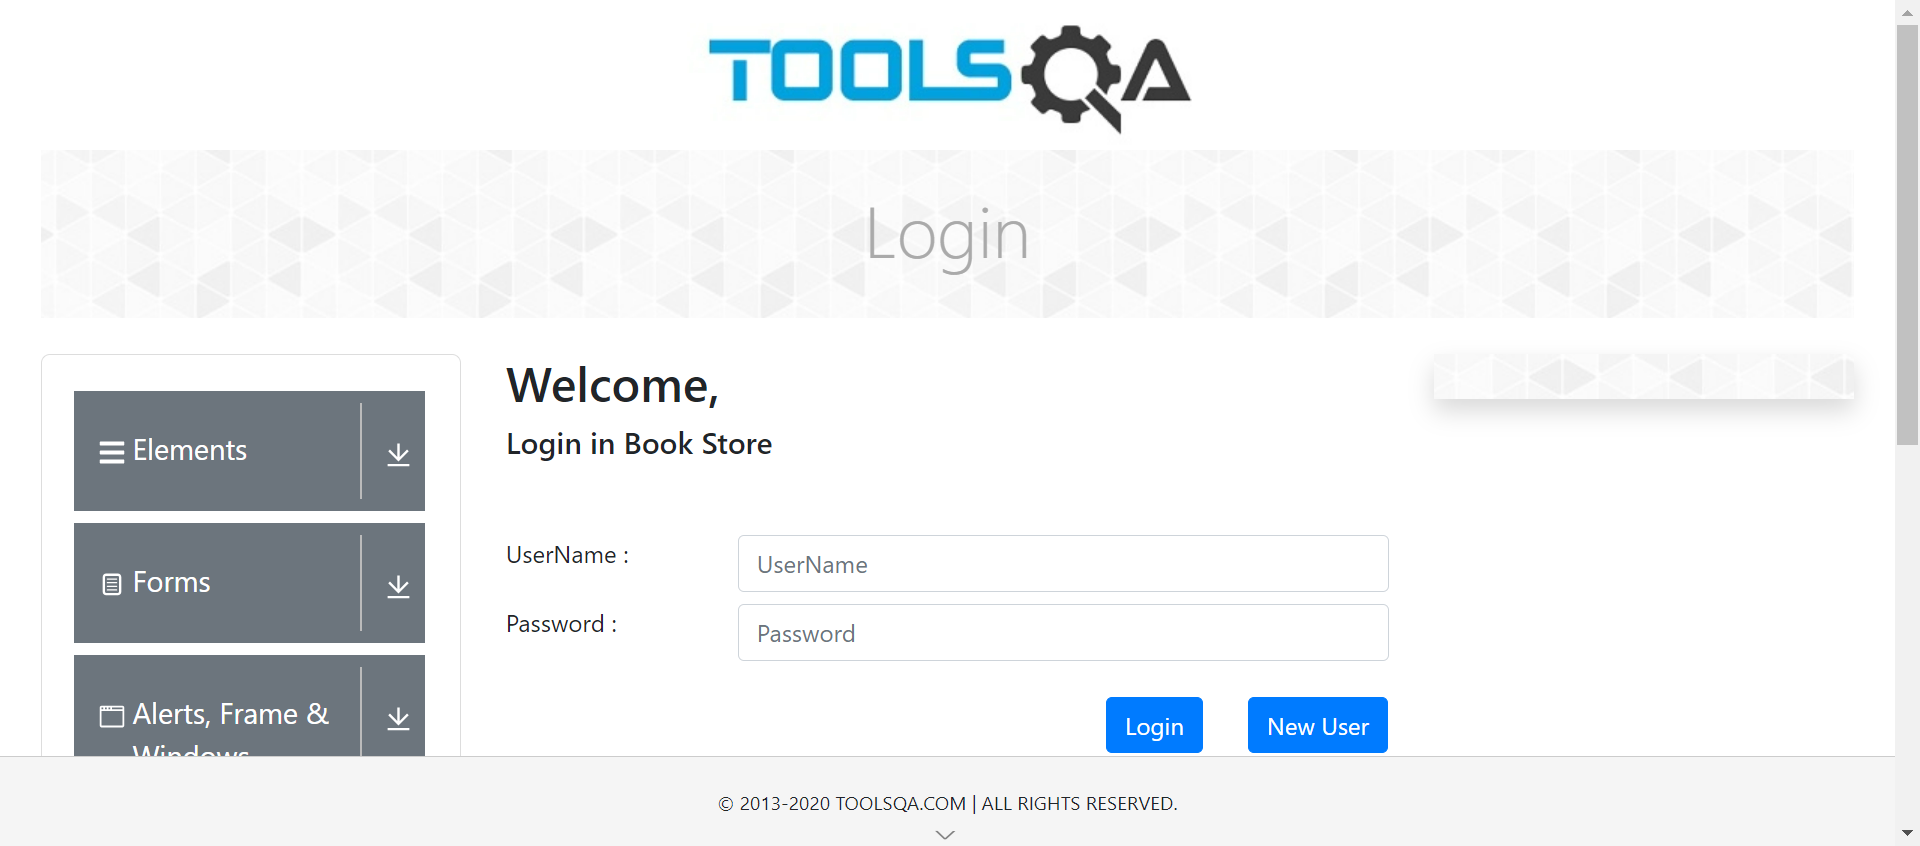 TOOLSQA
Login
Welcome,
Login in Book Store
Elements
Forms
Alerts, Frame &
Windows
UserName :
UserName
Password :
Password
Login
New User
© 2013-2020 TOOLSQA.COM | ALL RIGHTS RESERVED.